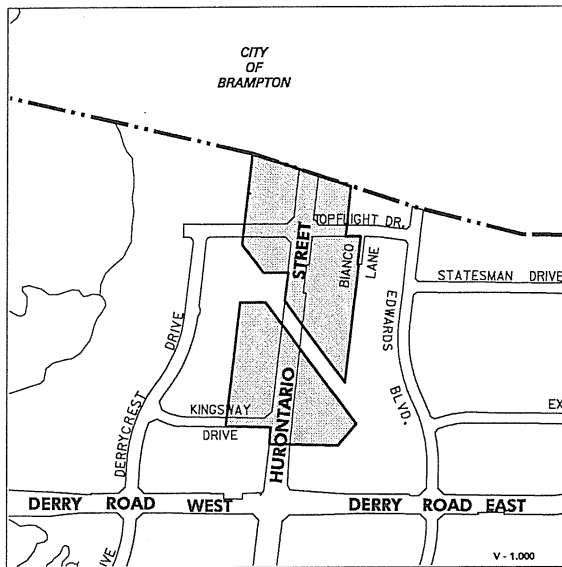 CITY
OF
BRAMPTON
TOPFLIGHT DR.
STREET
BIANCO
LANE
STATESMAN DRIVE
EDWARDS
BLVD.
DRIVE
DERRYCREST
KINGSWAY
DRIVE
HURONTARIO
EX
DERRY ROAD WEST
DERRY ROAD EAST
IVE
V - 1.000